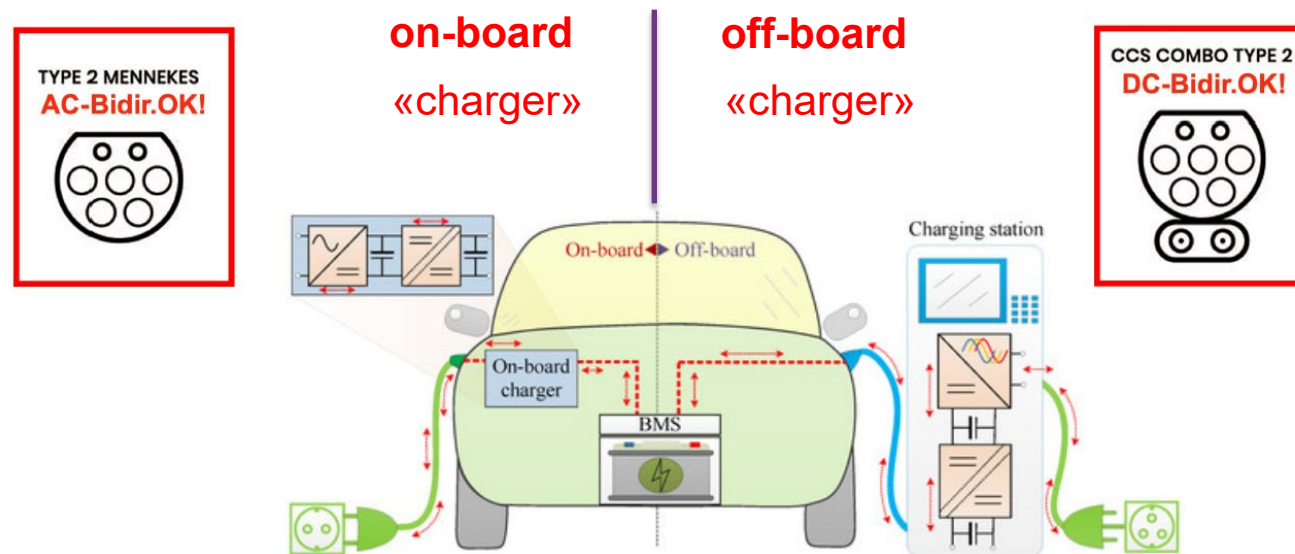 on-board
«charger»
off-board
«charger»
TYPE 2 MENNEKES
AC-Bidir.OK!
CCS COMBO TYPE 2
DC-Bidir.OK!
On-board Off-board
Charging station
On-board
charger
BMS